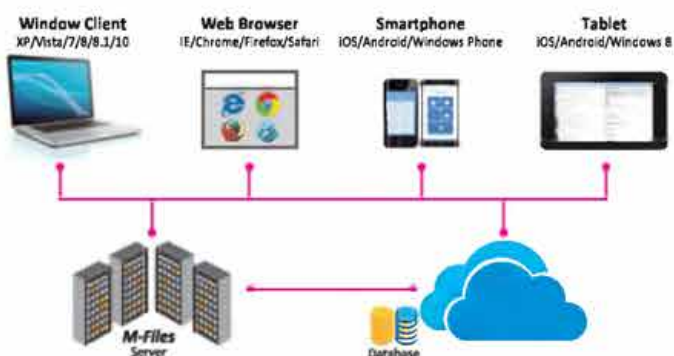 Window Client
XP/Vista/7/8/8.1/10
Web Browser
IE/Chrome/Firefox/Safari
Smartphone
iOS/Android/Windows Phone
Tablet
iOS/Android/Windows 8
M-Files
Server
Database